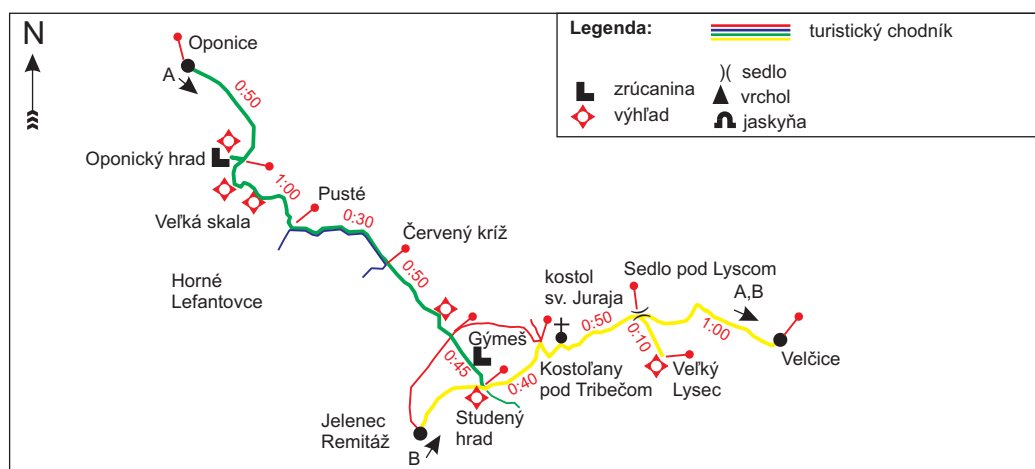 N
Oponice
A
0:50
Oponický hrad
1:00
Veľká skala
Pusté
0:30
Červený kríž
0:50
Horné
Lefantovce
Gýmeš
0:45
Jelenec
Remitáž
B
Studený
hrad
0:40
kostol
sv. Juraja
Kostoľany
pod Tribečom
0:50
Sedlo pod Lyscom
0:10
Veľký
Lysec
A,B
1:00
Velčice
Legenda:
turistický chodník
zrúcanina
výhľad
)( sedlo
vrchol
jaskyňa